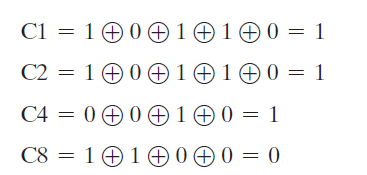 C1 = 1 ⊕ 0 ⊕ 1 ⊕ 1 ⊕ 0 = 1
C2 = 1 ⊕ 0 ⊕ 1 ⊕ 1 ⊕ 0 = 1
C4 = 0 ⊕ 0 ⊕ 1 ⊕ 0 = 1
C8 = 1 ⊕ 1 ⊕ 0 ⊕ 0 = 0